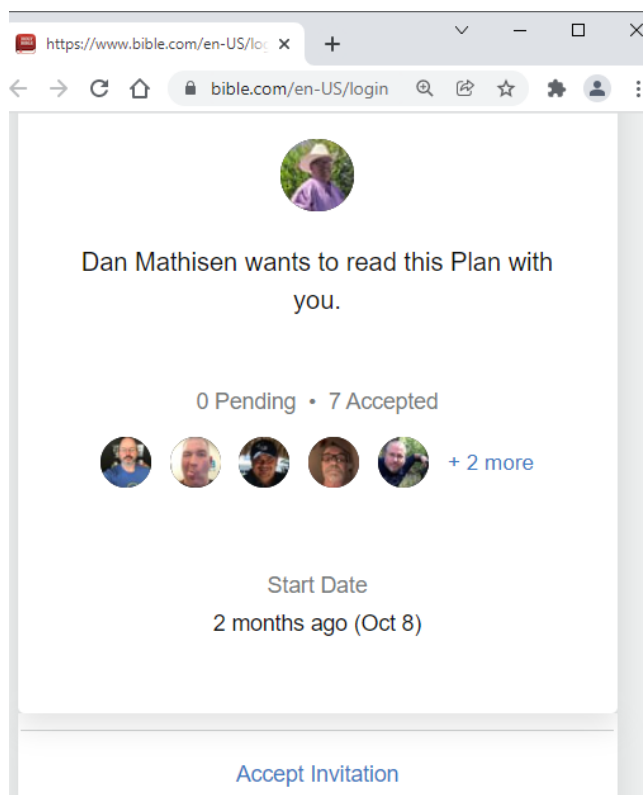 https://www.bible.com/en-US/lo
bible.com/en-US/login
Dan Mathisen wants to read this Plan with
you.
0 Pending • 7 Accepted
+ 2 more
Start Date
2 months ago (Oct 8)
Accept Invitation